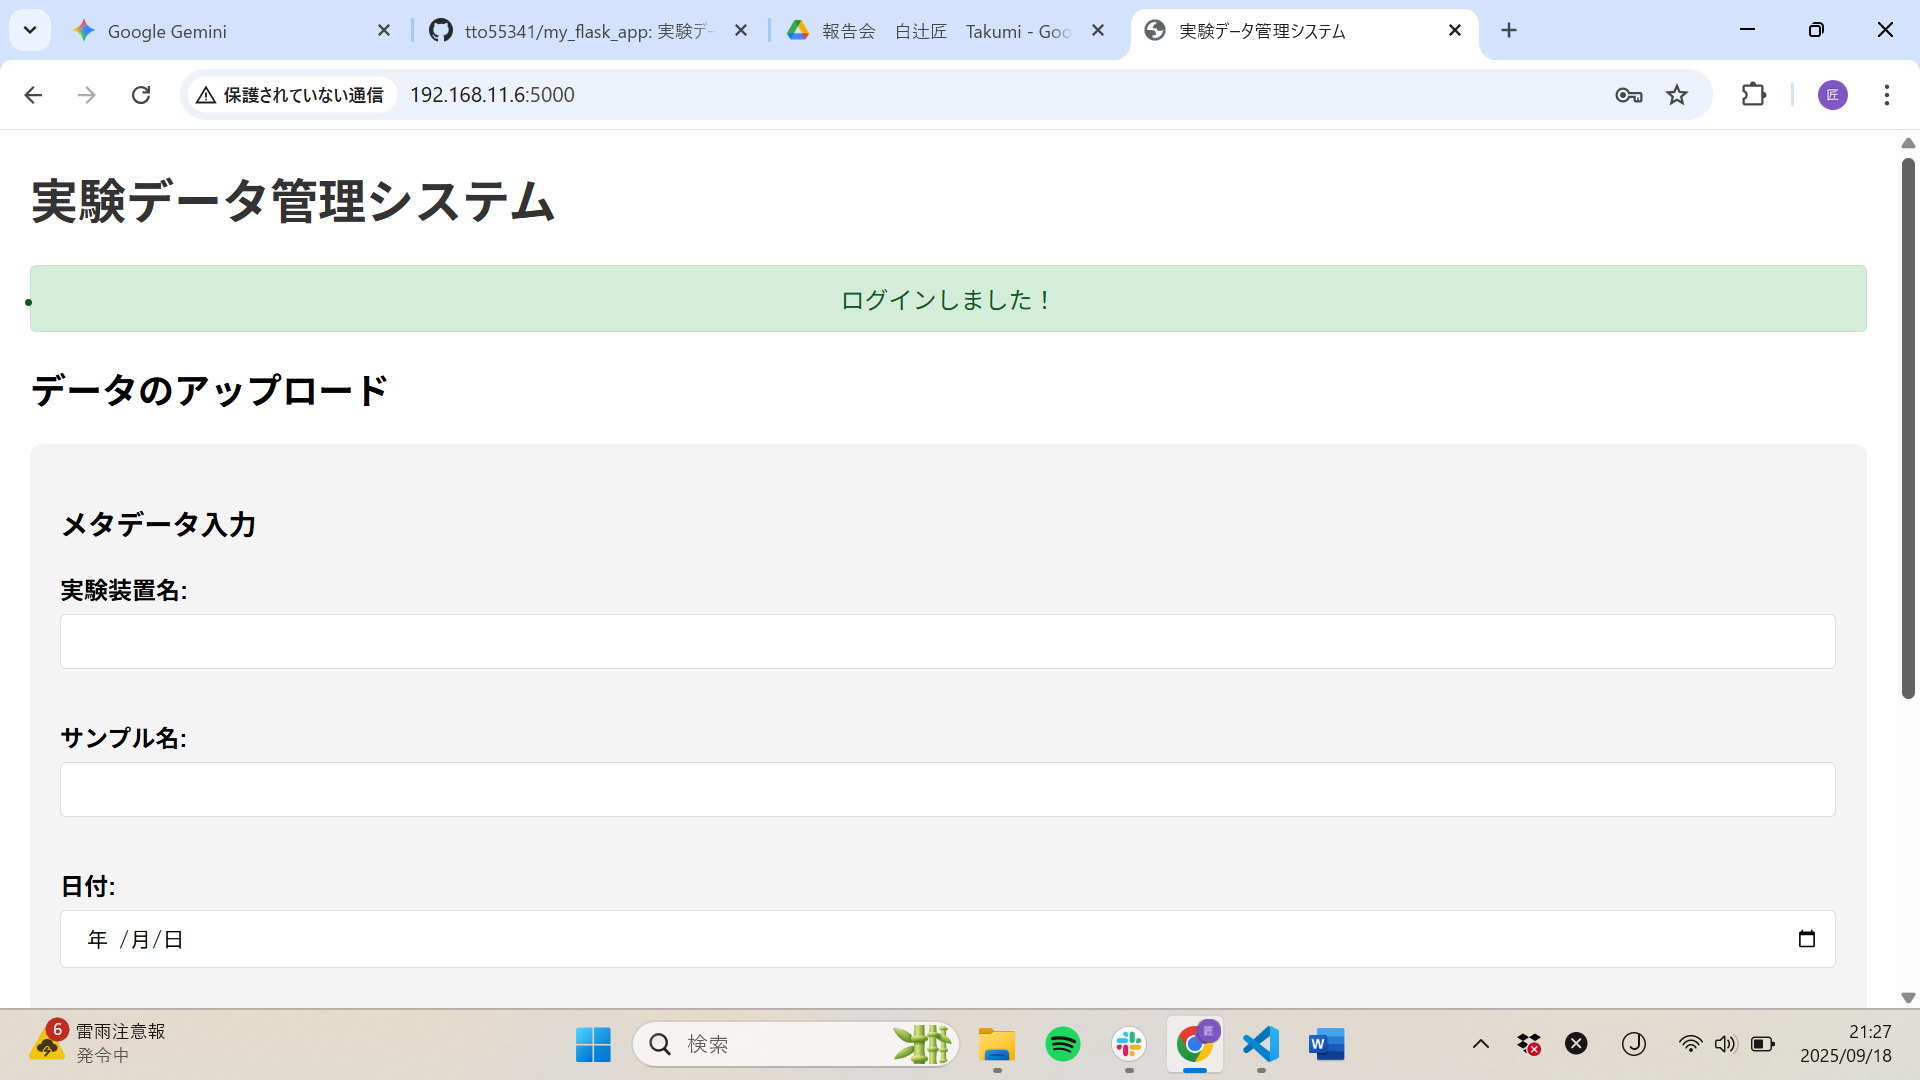 Google Gemini
tto55341/my_flask_app: 実験デー
報告会 白辻匠 Takumi - Goo
実験データ管理システム
保護されていない通信
192.168.11.6:5000
匠
実験データ管理システム
ログインしました！
データのアップロード
メタデータ入力
実験装置名:
サンプル名:
日付:
年 /月/日
6
雷雨注意報
発令中
検索
匠
W
J
21:27
2025/09/18